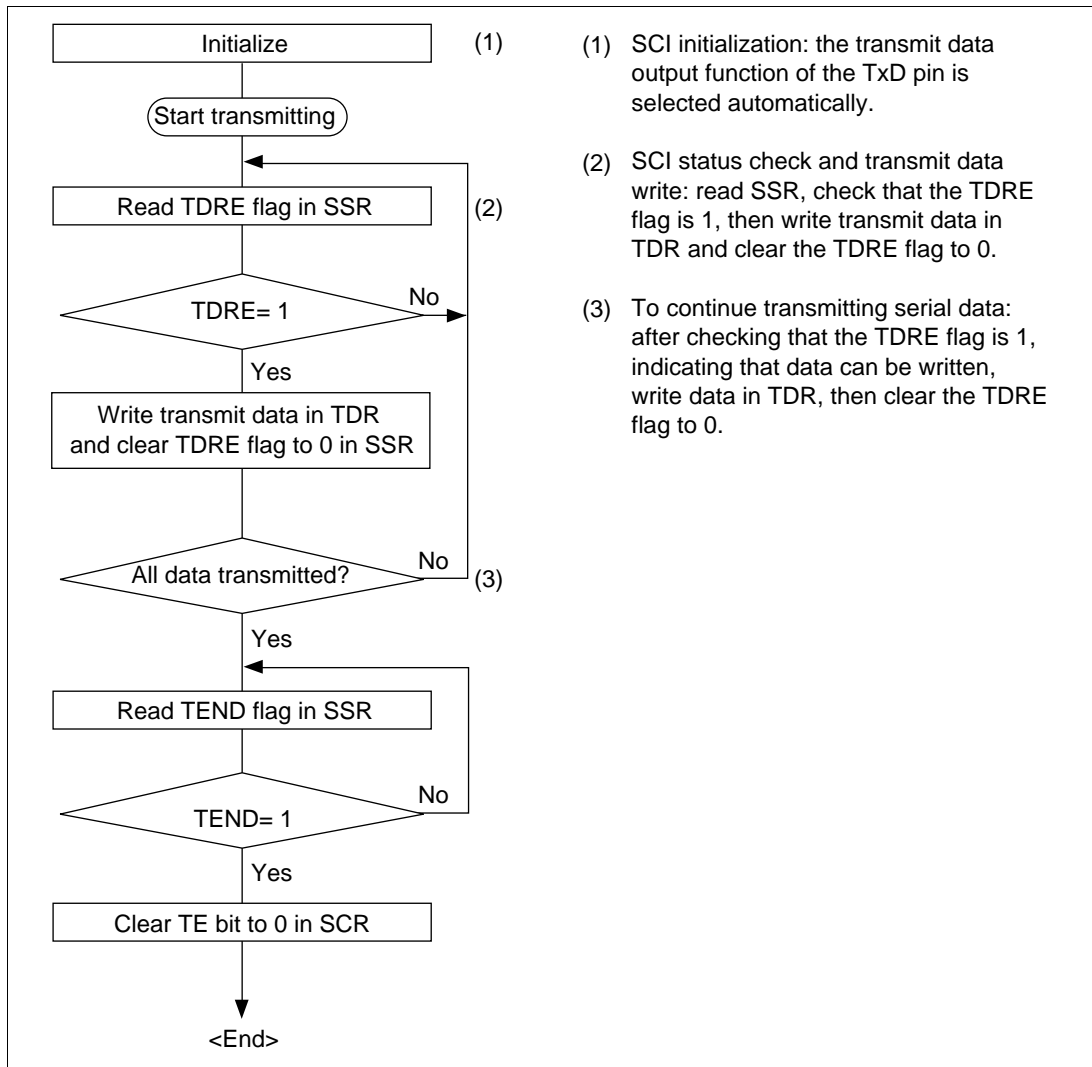 Initialize
(1)
Start transmitting
Read TDRE flag in SSR
(2)
TDRE= 1
No
Yes
Write transmit data in TDR
and clear TDRE flag to 0 in SSR
All data transmitted?
No
(3)
Yes
Read TEND flag in SSR
TEND= 1
No
Yes
Clear TE bit to 0 in SCR
<End>
(1) SCI initialization: the transmit data
output function of the TxD pin is
selected automatically.
(2) SCI status check and transmit data
write: read SSR, check that the TDRE
flag is 1, then write transmit data in
TDR and clear the TDRE flag to 0.
(3) To continue transmitting serial data:
after checking that the TDRE flag is 1,
indicating that data can be written,
write data in TDR, then clear the TDRE
flag to 0.